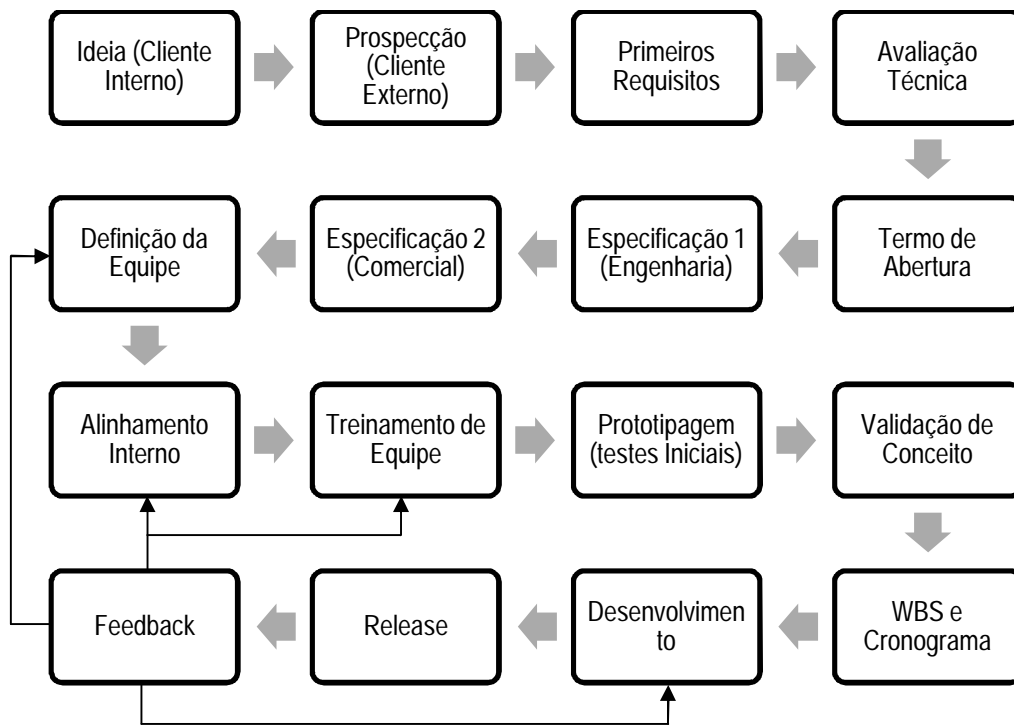 Ideia (Cliente
Interno)
Prospecção
(Cliente
Externo)
Primeiros
Requisitos
Avaliação
Técnica
Definição da
Equipe
Especificação 2
(Comercial)
Especificação 1
(Engenharia)
Termo de
Abertura
Alinhamento
Interno
Treinamento de
Equipe
Prototipagem
(testes Iniciais)
Validação de
Conceito
Feedback
Release
Desenvolvimen
to
WBS e
Cronograma